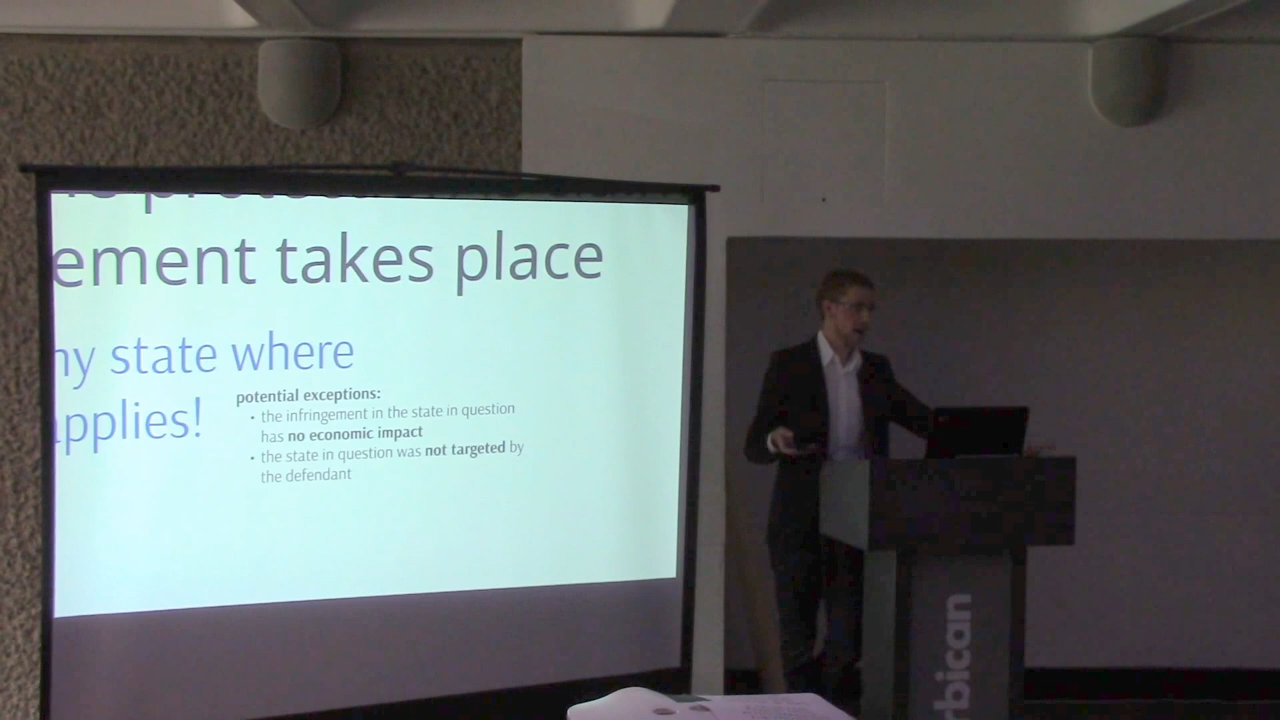 ement takes place
ny state where
applies!
potential exceptions:
• the infringement in the state in question
has no economic impact
• the state in question was not targeted by
the defendant
rbican